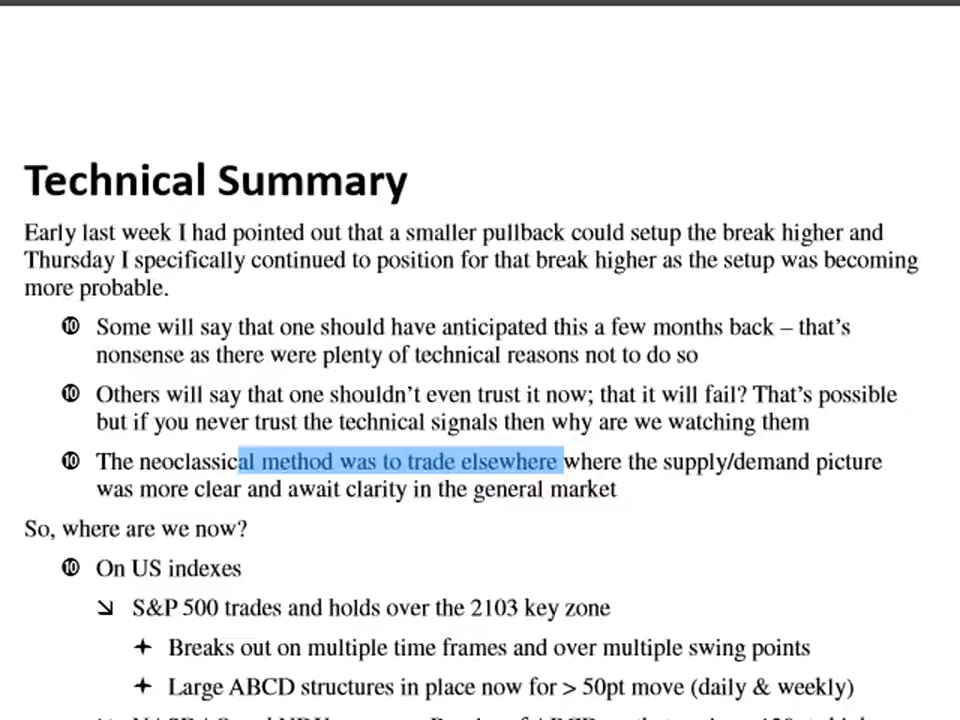 Technical Summary
Early last week I had pointed out that a smaller pullback could setup the break higher and
Thursday I specifically continued to position for that break higher as the setup was becoming
more probable.
⓾ Some will say that one should have anticipated this a few months back – that's
nonsense as there were plenty of technical reasons not to do so
⓾ Others will say that one shouldn't even trust it now; that it will fail? That's possible
but if you never trust the technical signals then why are we watching them
⓾ The neoclassical method was to trade elsewhere where the supply/demand picture
was more clear and await clarity in the general market
So, where are we now?
⓾ On US indexes
S&P 500 trades and holds over the 2103 key zone
Breaks out on multiple time frames and over multiple swing points
Large ABCD structures in place now for > 50pt move (daily & weekly)